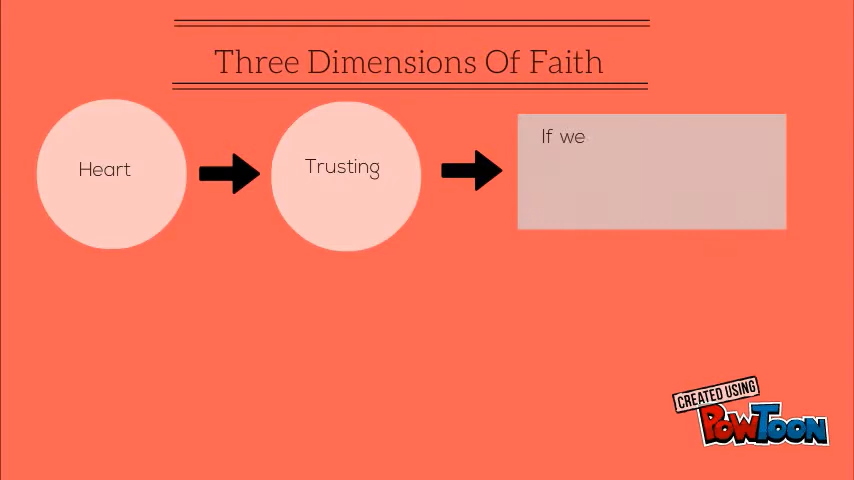 Three Dimensions Of Faith
Heart
Trusting
If we
CREATED USING
POWTOON